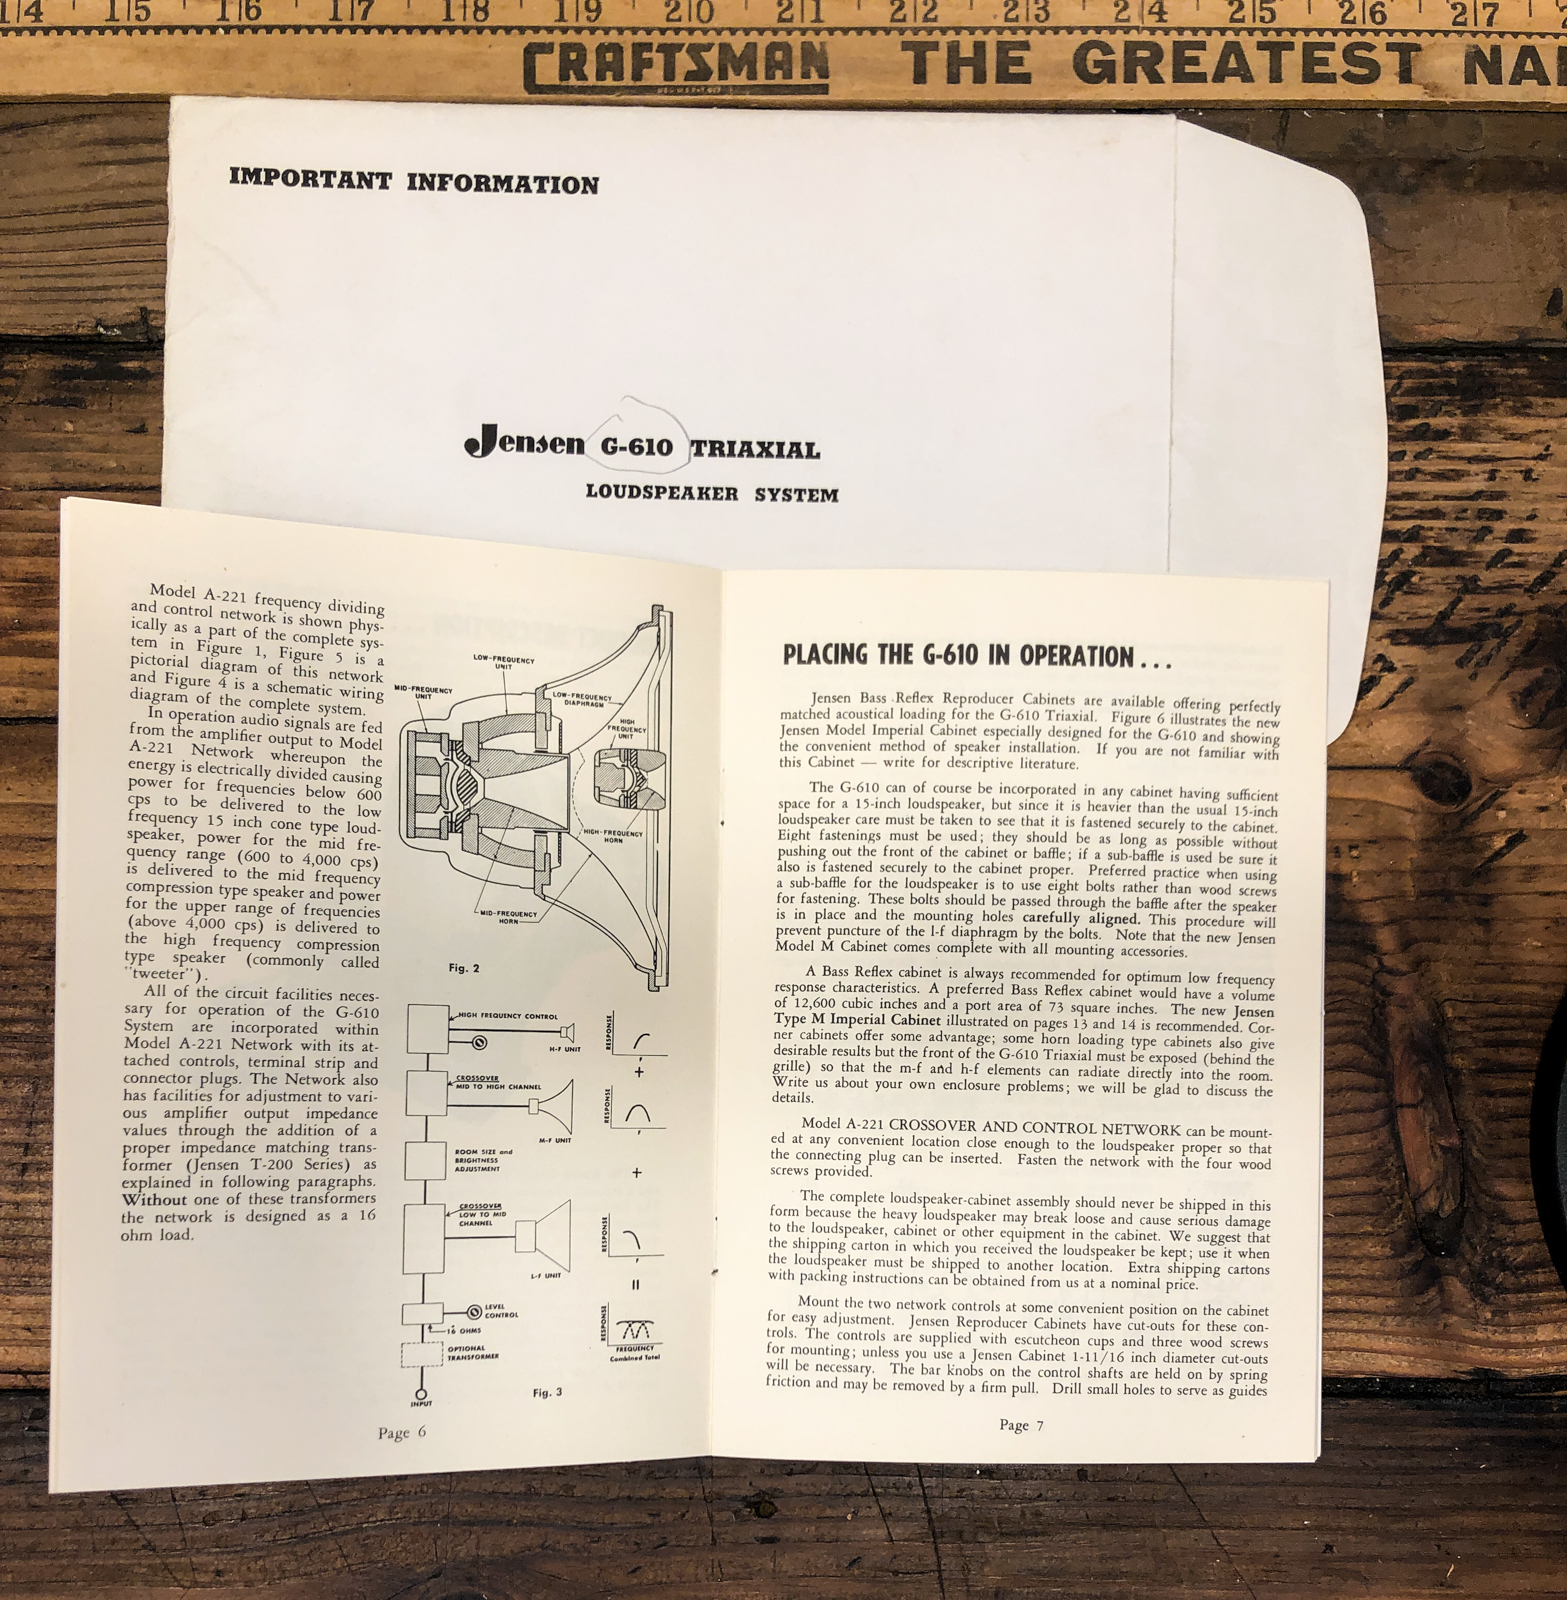 1|4 1|5 1|6 1|7 1|8 1|9 2|0 2|1 2|2 2|3 2|4 2|5 2|6 2|7
CRAFTSMAN THE GREATEST NA
IMPORTANT INFORMATION
Jensen G-610 TRIAXIAL
LOUDSPEAKER SYSTEM
Model A-221 frequency dividing
and control network is shown phys-
ically as a part of the complete sys-
tem in Figure 1, Figure 5 is a
pictorial diagram of this network
and Figure 4 is a schematic wiring
diagram of the complete system.
In operation audio signals are fed
from the amplifier output to Model
A-221 Network whereupon the
energy is electrically divided causing
power for frequencies below 600
cps to be delivered to the low
frequency 15 inch cone type loud-
speaker, power for the mid fre-
quency range (600 to 4,000 cps)
is delivered to the mid frequency
compression type speaker and power
for the upper range of frequencies
(above 4,000 cps) is delivered to
the high frequency compression
type speaker (commonly called
"tweeter").
All of the circuit facilities neces-
sary for operation of the G-610
System are incorporated within
Model A-221 Network with its at-
tached controls, terminal strip and
connector plugs. The Network also
has facilities for adjustment to vari-
ous amplifier output impedance
values through the addition of a
proper impedance matching trans-
former (Jensen T-200 Series) as
explained in following paragraphs.
Without one of these transformers
the network is designed as a 16
ohm load.
LOW-FREQUENCY
UNIT
MID-FREQUENCY
UNIT
LOW-FREQUENCY
DIAPHRAGM
HIGH
FREQUENCY
UNIT
HIGH-FREQUENCY
HORN
MID-FREQUENCY
HORN
Fig. 2
HIGH FREQUENCY CONTROL
H-F UNIT
RESPONSE
+
CROSSOVER
MID TO HIGH CHANNEL
M-F UNIT
RESPONSE
ROOM SIZE and
BRIGHTNESS
ADJUSTMENT
+
CROSSOVER
LOW TO MID
CHANNEL
L-F UNIT
RESPONSE
=
LEVEL
CONTROL
16 OHMS
OPTIONAL
TRANSFORMER
INPUT
RESPONSE
FREQUENCY
Combined Total
Fig. 3
Page 6
PLACING THE G-610 IN OPERATION...
Jensen Bass Reflex Reproducer Cabinets are available offering perfectly
matched acoustical loading for the G-610 Triaxial. Figure 6 illustrates the new
Jensen Model Imperial Cabinet especially designed for the G-610 and showing
the convenient method of speaker installation. If you are not familiar with
this Cabinet — write for descriptive literature.
The G-610 can of course be incorporated in any cabinet having sufficient
space for a 15-inch loudspeaker, but since it is heavier than the usual 15-inch
loudspeaker care must be taken to see that it is fastened securely to the cabinet.
Eight fastenings must be used; they should be as long as possible without
pushing out the front of the cabinet or baffle; if a sub-baffle is used be sure it
also is fastened securely to the cabinet proper. Preferred practice when using
a sub-baffle for the loudspeaker is to use eight bolts rather than wood screws
for fastening. These bolts should be passed through the baffle after the speaker
is in place and the mounting holes carefully aligned. This procedure will
prevent puncture of the l-f diaphragm by the bolts. Note that the new Jensen
Model M Cabinet comes complete with all mounting accessories.
A Bass Reflex cabinet is always recommended for optimum low frequency
response characteristics. A preferred Bass Reflex cabinet would have a volume
of 12,600 cubic inches and a port area of 73 square inches. The new Jensen
Type M Imperial Cabinet illustrated on pages 13 and 14 is recommended. Cor-
ner cabinets offer some advantage; some horn loading type cabinets also give
desirable results but the front of the G-610 Triaxial must be exposed (behind the
grille) so that the m-f and h-f elements can radiate directly into the room.
Write us about your own enclosure problems; we will be glad to discuss the
details.
Model A-221 CROSSOVER AND CONTROL NETWORK can be mount-
ed at any convenient location close enough to the loudspeaker proper so that
the connecting plug can be inserted. Fasten the network with the four wood
screws provided.
The complete loudspeaker-cabinet assembly should never be shipped in this
form because the heavy loudspeaker may break loose and cause serious damage
to the loudspeaker, cabinet or other equipment in the cabinet. We suggest that
the shipping carton in which you received the loudspeaker be kept; use it when
the loudspeaker must be shipped to another location. Extra shipping cartons
with packing instructions can be obtained from us at a nominal price.
Mount the two network controls at some convenient position on the cabinet
for easy adjustment. Jensen Reproducer Cabinets have cut-outs for these con-
trols. The controls are supplied with escutcheon cups and three wood screws
for mounting; unless you use a Jensen Cabinet 1-11/16 inch diameter cut-outs
will be necessary. The bar knobs on the control shafts are held on by spring
friction and may be removed by a firm pull. Drill small holes to serve as guides
Page 7